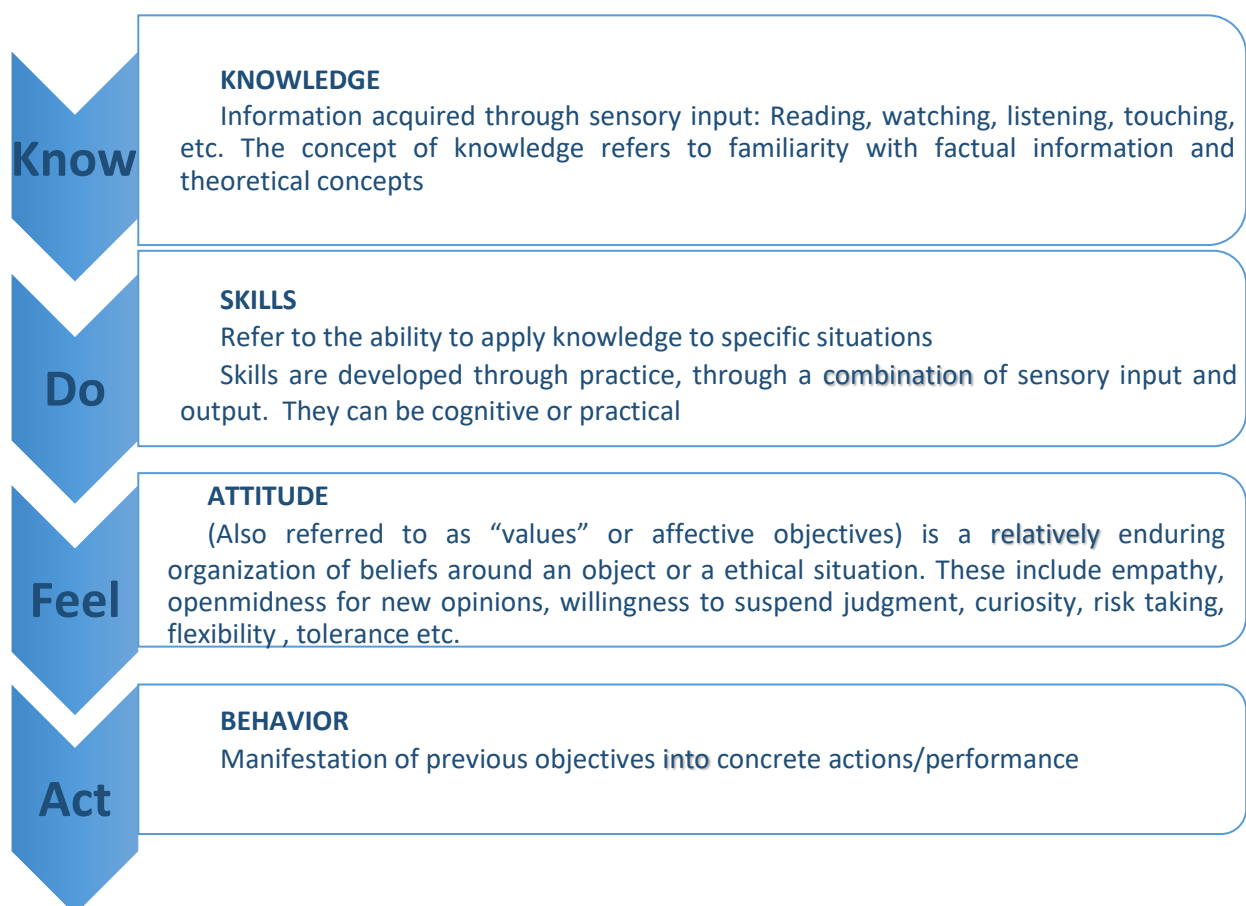 Know
KNOWLEDGE
Information acquired through sensory input: Reading, watching, listening, touching,
etc. The concept of knowledge refers to familiarity with factual information and
theoretical concepts
Do
SKILLS
Refer to the ability to apply knowledge to specific situations
Skills are developed through practice, through a combination of sensory input and
output. They can be cognitive or practical
Feel
ATTITUDE
(Also referred to as “values” or affective objectives) is a relatively enduring
organization of beliefs around an object or a ethical situation. These include empathy,
openmidness for new opinions, willingness to suspend judgment, curiosity, risk taking,
flexibility , tolerance etc.
Act
BEHAVIOR
Manifestation of previous objectives into concrete actions/performance